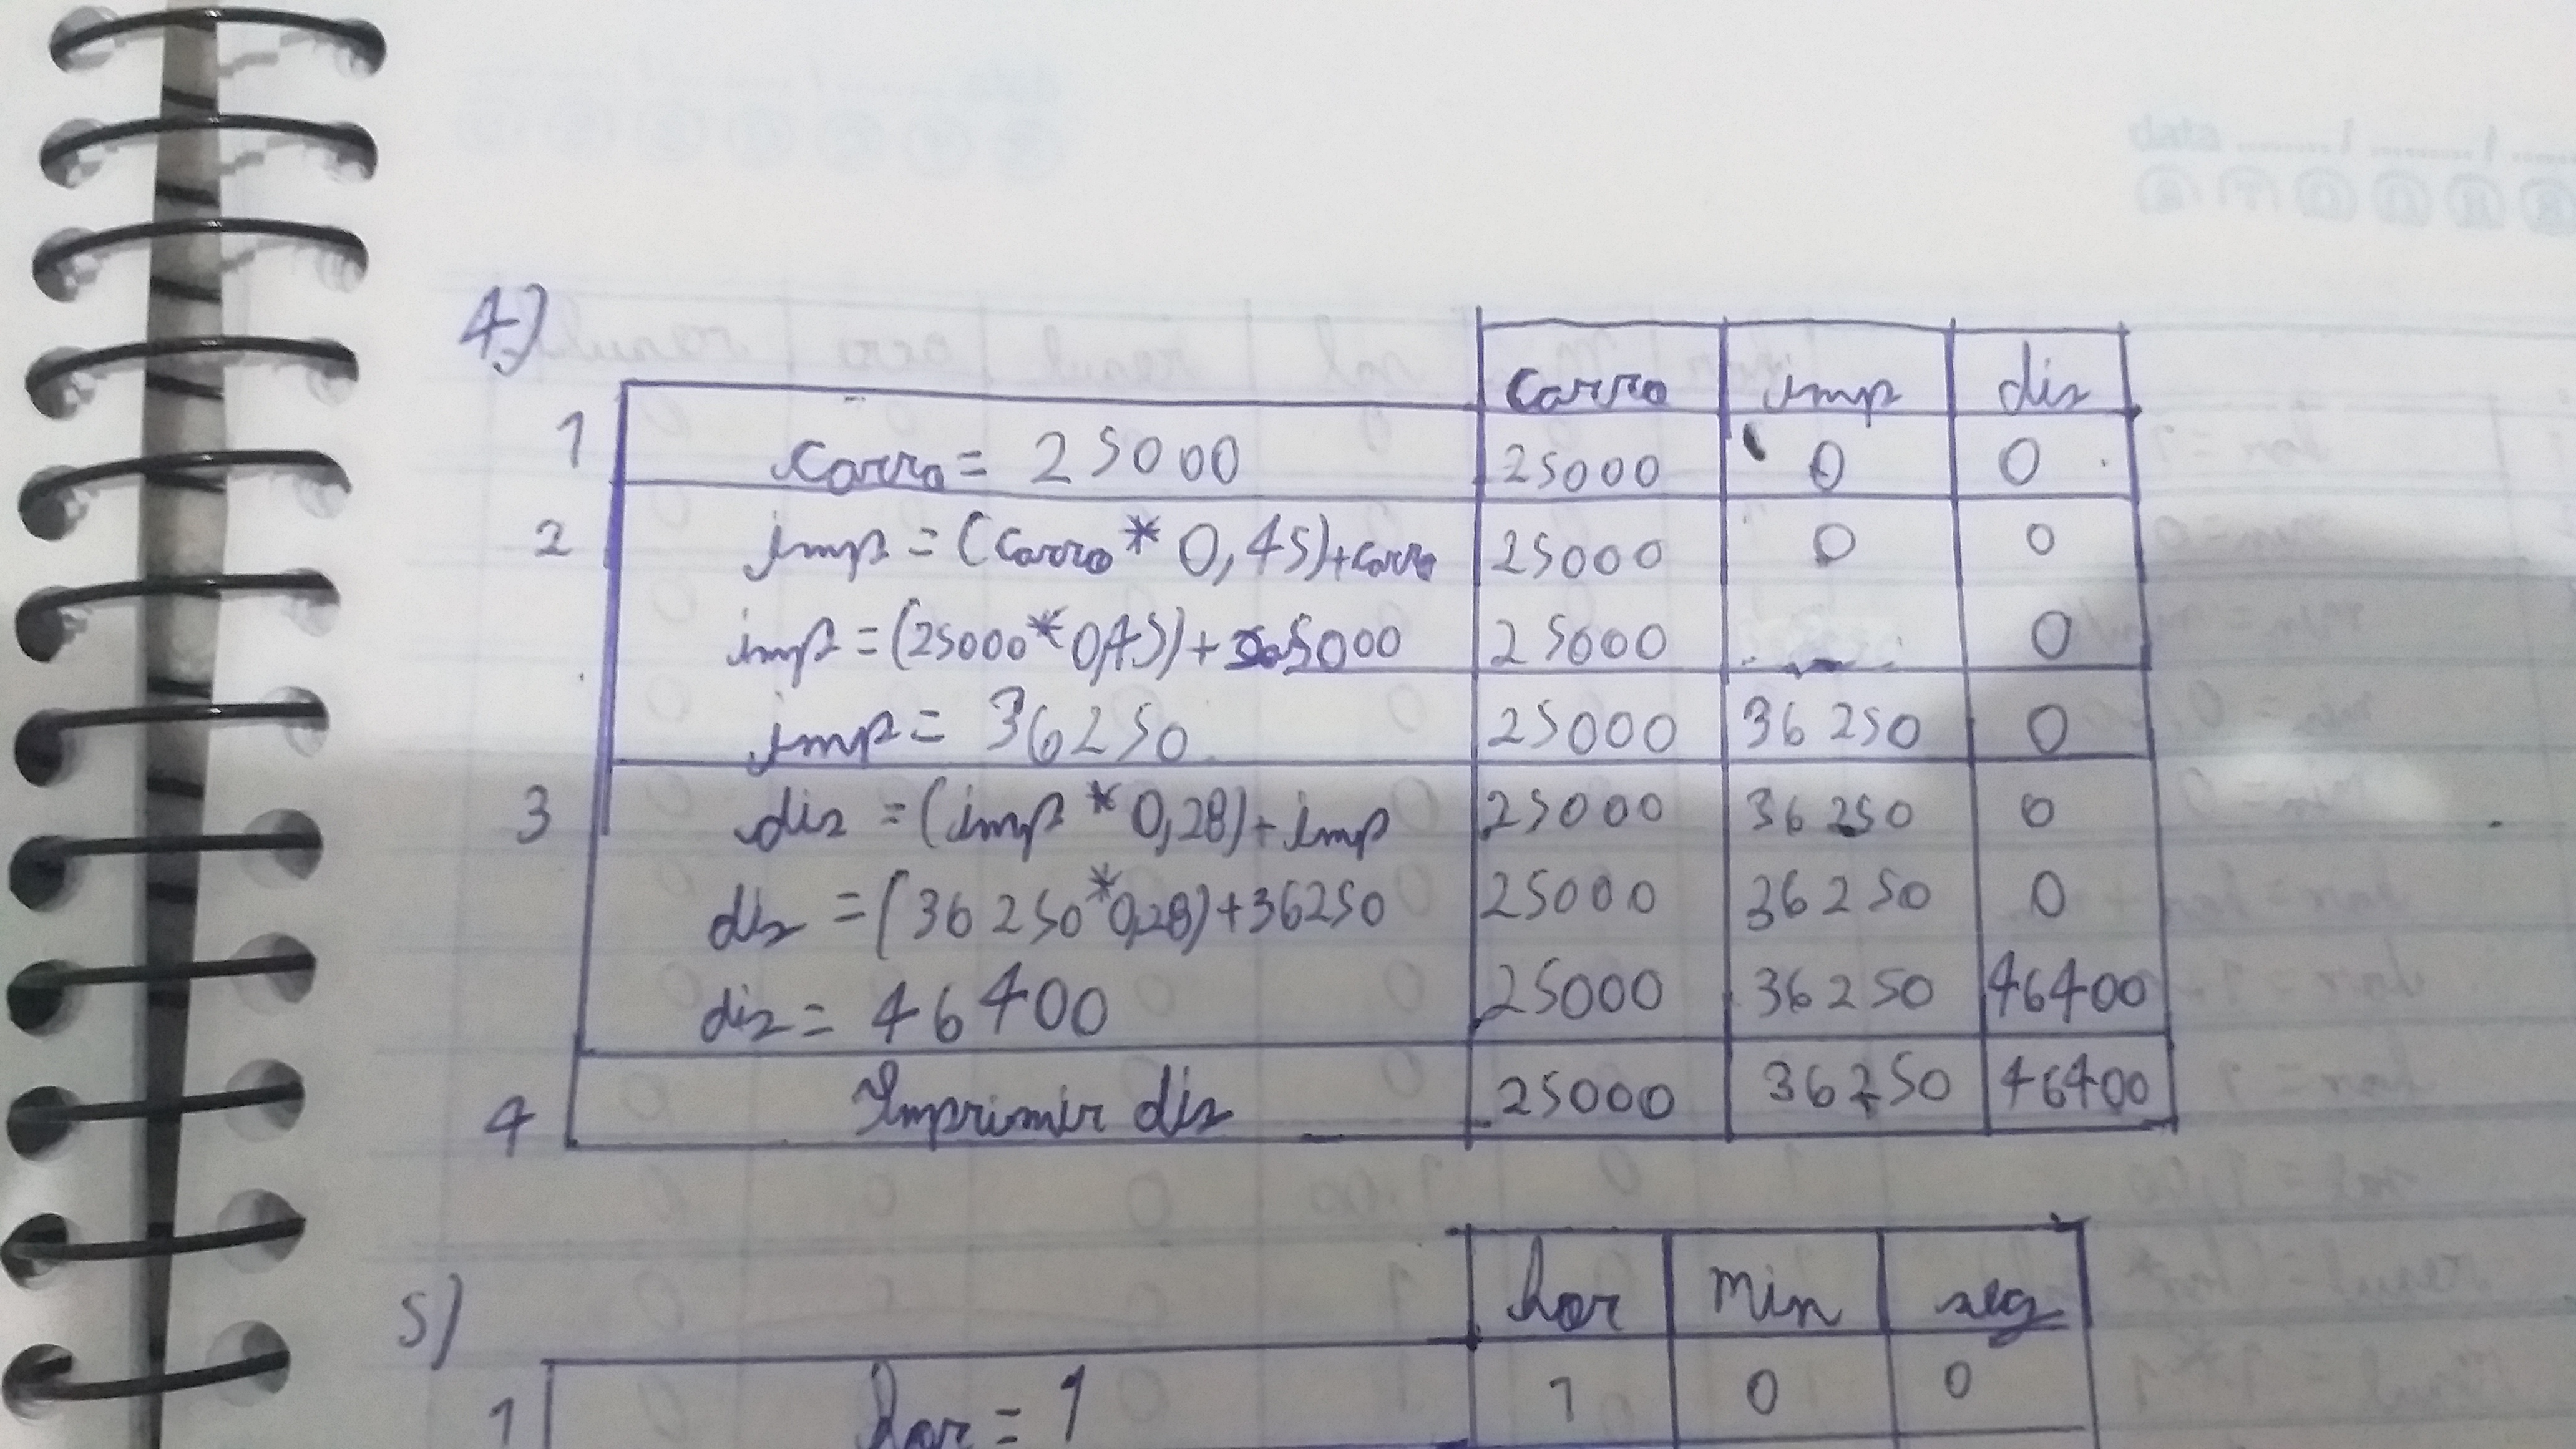 data ....../....../......
4)
carro imp dis
1 carro = 25000 25000 0 0
2 imp = (carro * 0,45)+carro 25000 0 0
imp = (25000*0,45)+25000 25000 0
imp = 36250 25000 36250 0
3 dis = (imp * 0,28)+imp 25000 36250 0
dis = (36250*0,28)+36250 25000 36250 0
dis = 46400 25000 36250 46400
4 Imprimir dis 25000 36250 46400
5)
hor min seg
1 hor = 1 1 0 0